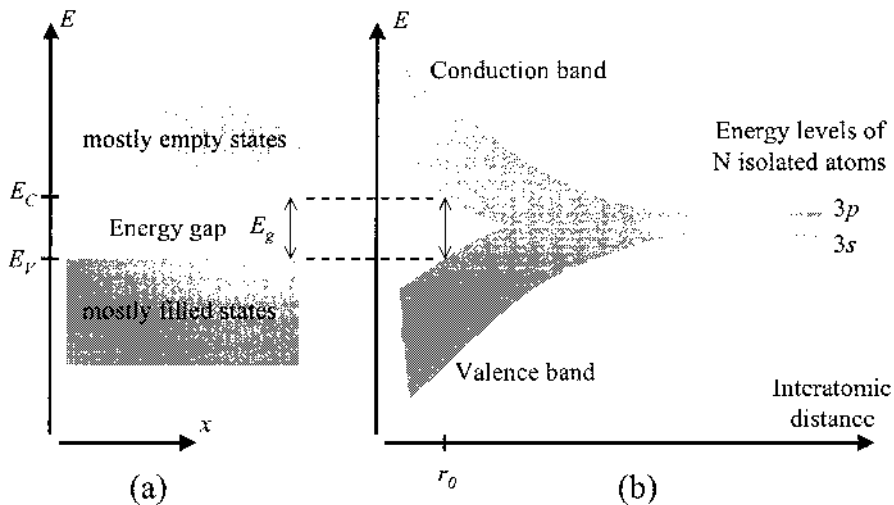 E
mostly empty states
E_C
Energy gap
E_g
E_V
mostly filled states
x
(a)
E
Conduction band
Energy levels of
N isolated atoms
3p
3s
Valence band
Interatomic
distance
r_0
(b)